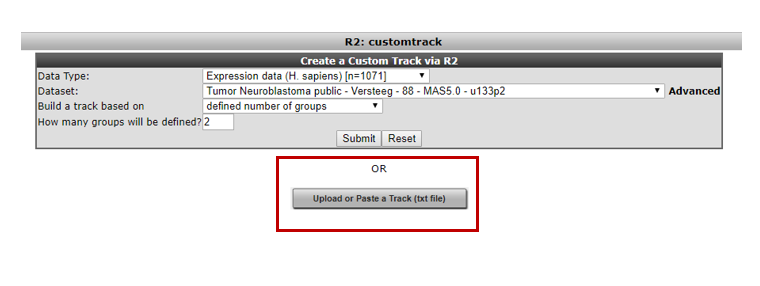 R2: customtrack
Create a Custom Track via R2
Data Type: Expression data (H. sapiens) [n=1071]
Dataset: Tumor Neuroblastoma public - Versteeg - 88 - MAS5.0 - u133p2 Advanced
Build a track based on defined number of groups
How many groups will be defined? 2
Submit Reset
OR
Upload or Paste a Track (txt file)